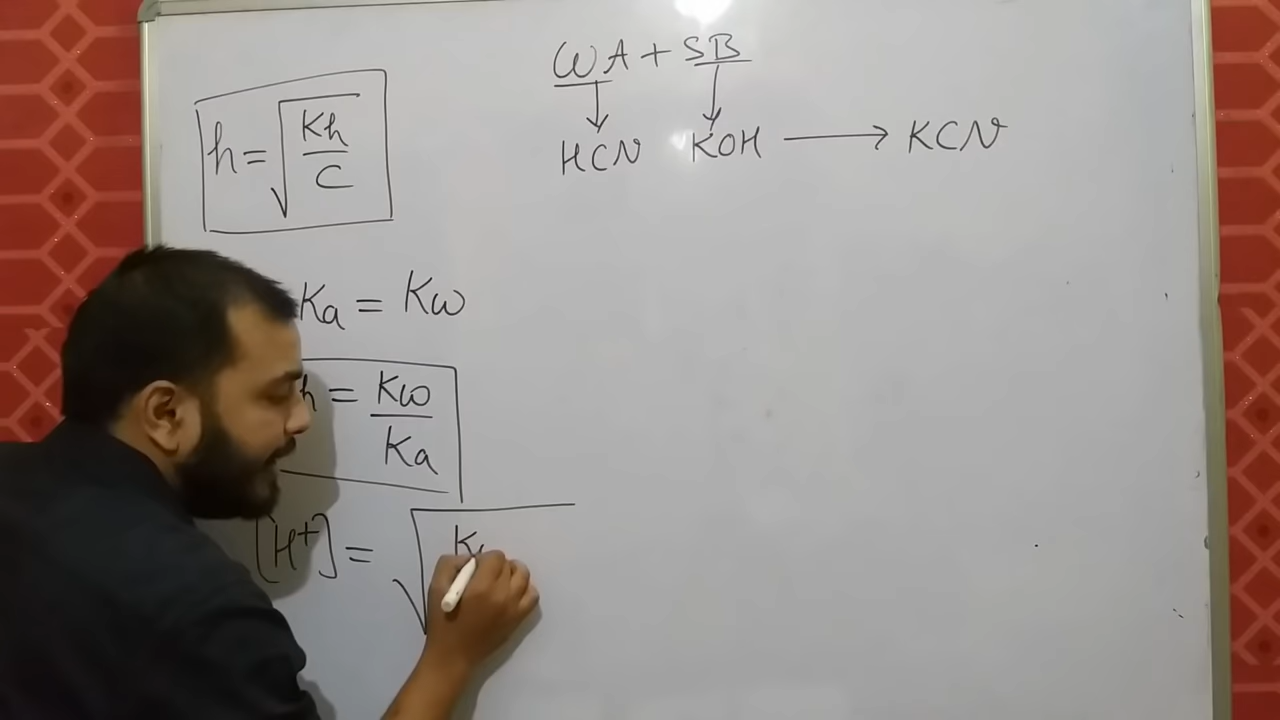 WA + SB
h = √Kh/C
HCN KOH → KCN
Ka = Kw
h = Kw/Ka
[H+] = √K